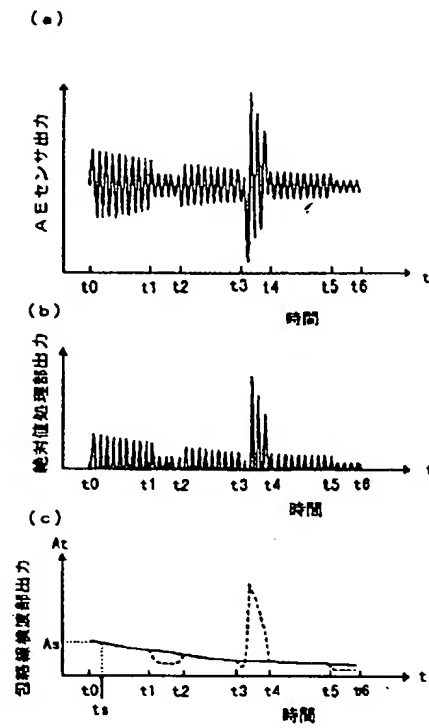 (a)
AEセンサ出力
t0 t1 t2 t3 t4 t5 t6 t
時間
(b)
絶対値処理部出力
t0 t1 t2 t3 t4 t5 t6 t
時間
(c)
包絡線検波部出力
At
As
t0 t1 t2 t3 t4 t5 t6 t
ts
時間